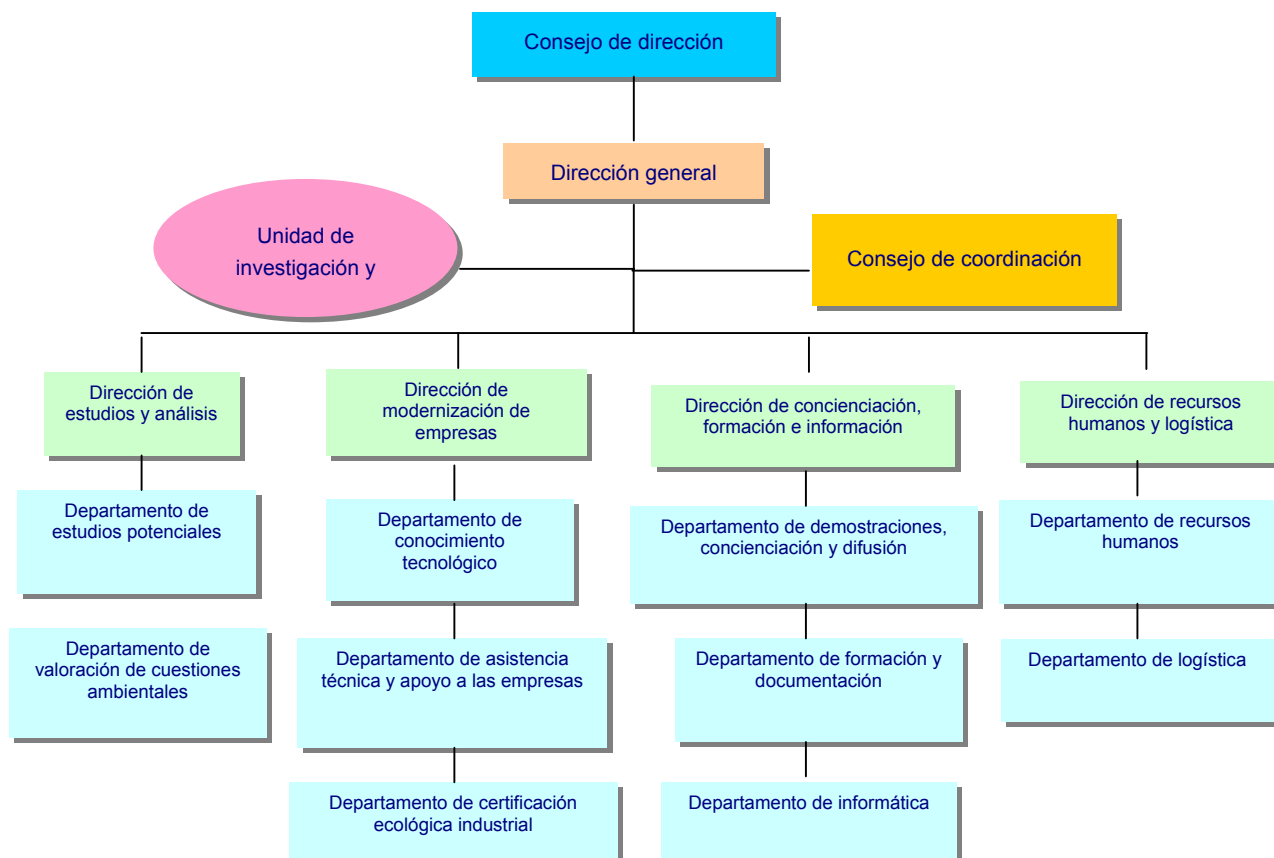 Consejo de dirección
Dirección general
Unidad de
investigación y
Consejo de coordinación
Dirección de
estudios y análisis
Dirección de
modernización de
empresas
Dirección de concienciación,
formación e información
Dirección de recursos
humanos y logística
Departamento de
estudios potenciales
Departamento de
conocimiento
tecnológico
Departamento de demostraciones,
concienciación y difusión
Departamento de recursos
humanos
Departamento de
valoración de cuestiones
ambientales
Departamento de asistencia
técnica y apoyo a las empresas
Departamento de formación y
documentación
Departamento de logística
Departamento de certificación
ecológica industrial
Departamento de informática